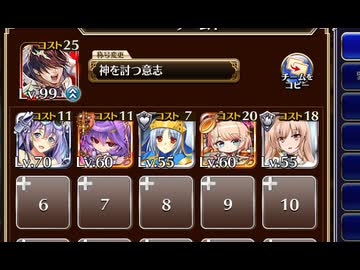 コスト25
称号変更
神を討つ意志
チームを
コピー
Lv.99
コスト11
コスト11
コスト7
コスト20
コスト18
Lv.70
Lv.60
Lv.55
Lv.60
Lv.55
6
7
8
9
10